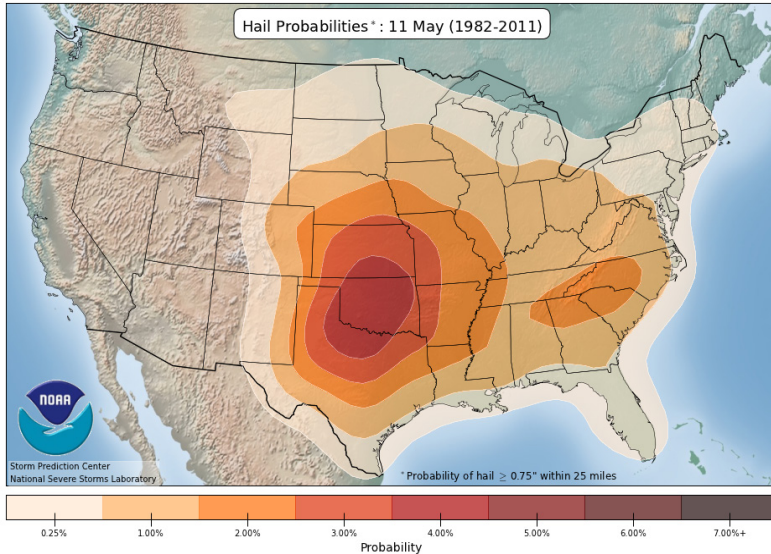 Hail Probabilities*: 11 May (1982-2011)
NOAA
Storm Prediction Center
National Severe Storms Laboratory
*Probability of hail ≥ 0.75" within 25 miles
0.25% 1.00% 2.00% 3.00% 4.00% 5.00% 6.00% 7.00%+
Probability